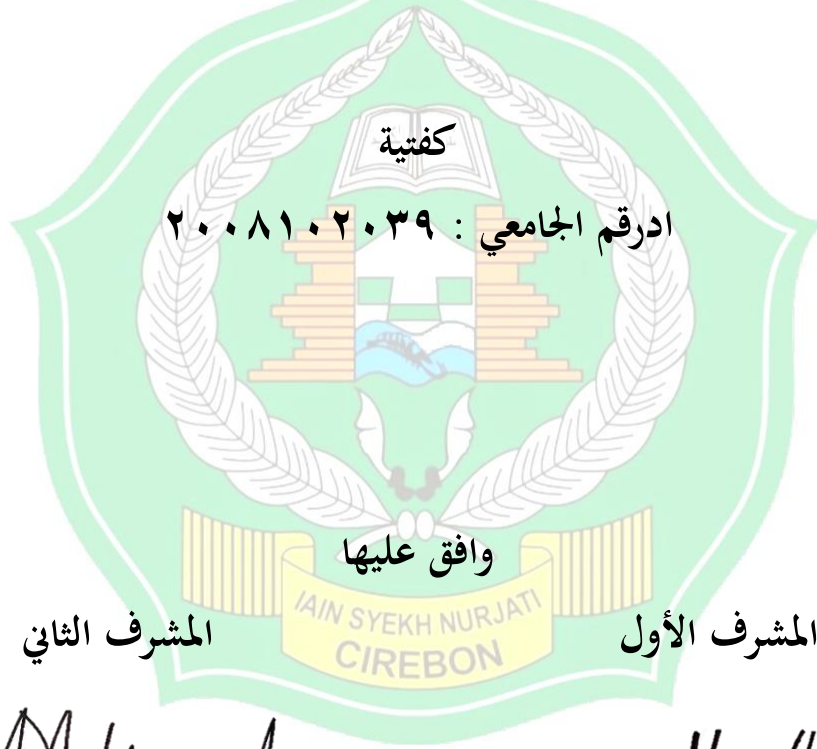 كفتية
ادرقم الجامعي : ٢٠٠٨١٠٢٠٣٩
وافق عليها
المشرف الأول المشرف الثاني
IAIN SYEKH NURJATI
CIREBON